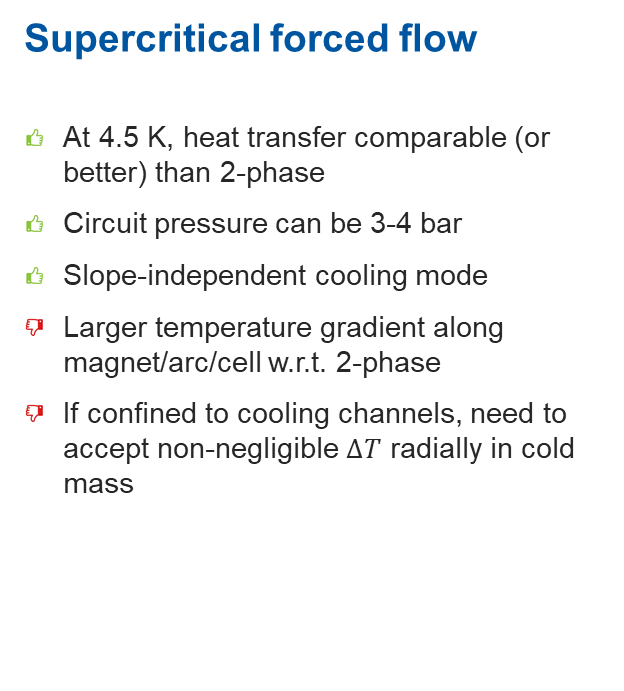 Supercritical forced flow
At 4.5 K, heat transfer comparable (or
better) than 2-phase
Circuit pressure can be 3-4 bar
Slope-independent cooling mode
Larger temperature gradient along
magnet/arc/cell w.r.t. 2-phase
If confined to cooling channels, need to
accept non-negligible Δ𝑇 radially in cold
mass